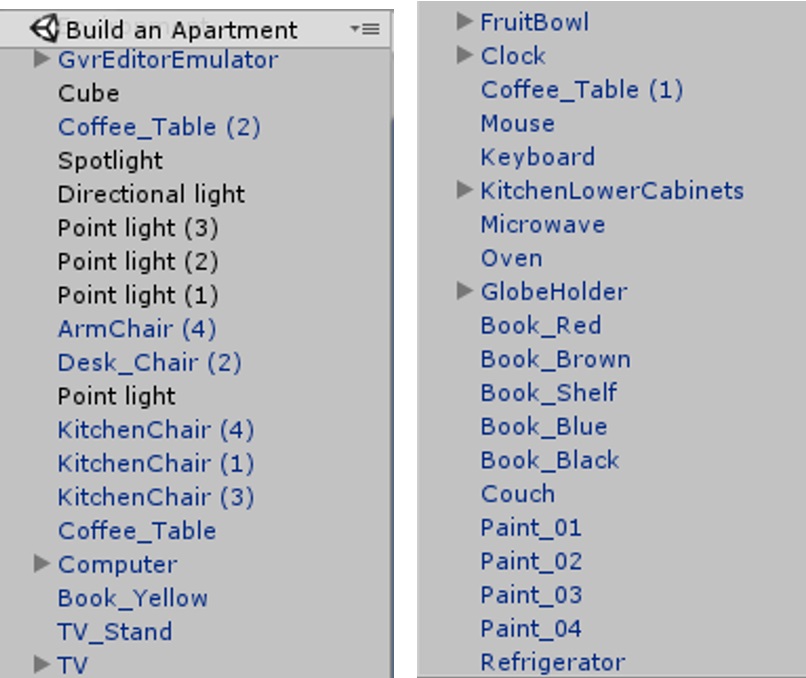 Build an Apartment
GvrEditorEmulator
Cube
Coffee_Table (2)
Spotlight
Directional light
Point light (3)
Point light (2)
Point light (1)
ArmChair (4)
Desk_Chair (2)
Point light
KitchenChair (4)
KitchenChair (1)
KitchenChair (3)
Coffee_Table
Computer
Book_Yellow
TV_Stand
TV
FruitBowl
Clock
Coffee_Table (1)
Mouse
Keyboard
KitchenLowerCabinets
Microwave
Oven
GlobeHolder
Book_Red
Book_Brown
Book_Shelf
Book_Blue
Book_Black
Couch
Paint_01
Paint_02
Paint_03
Paint_04
Refrigerator